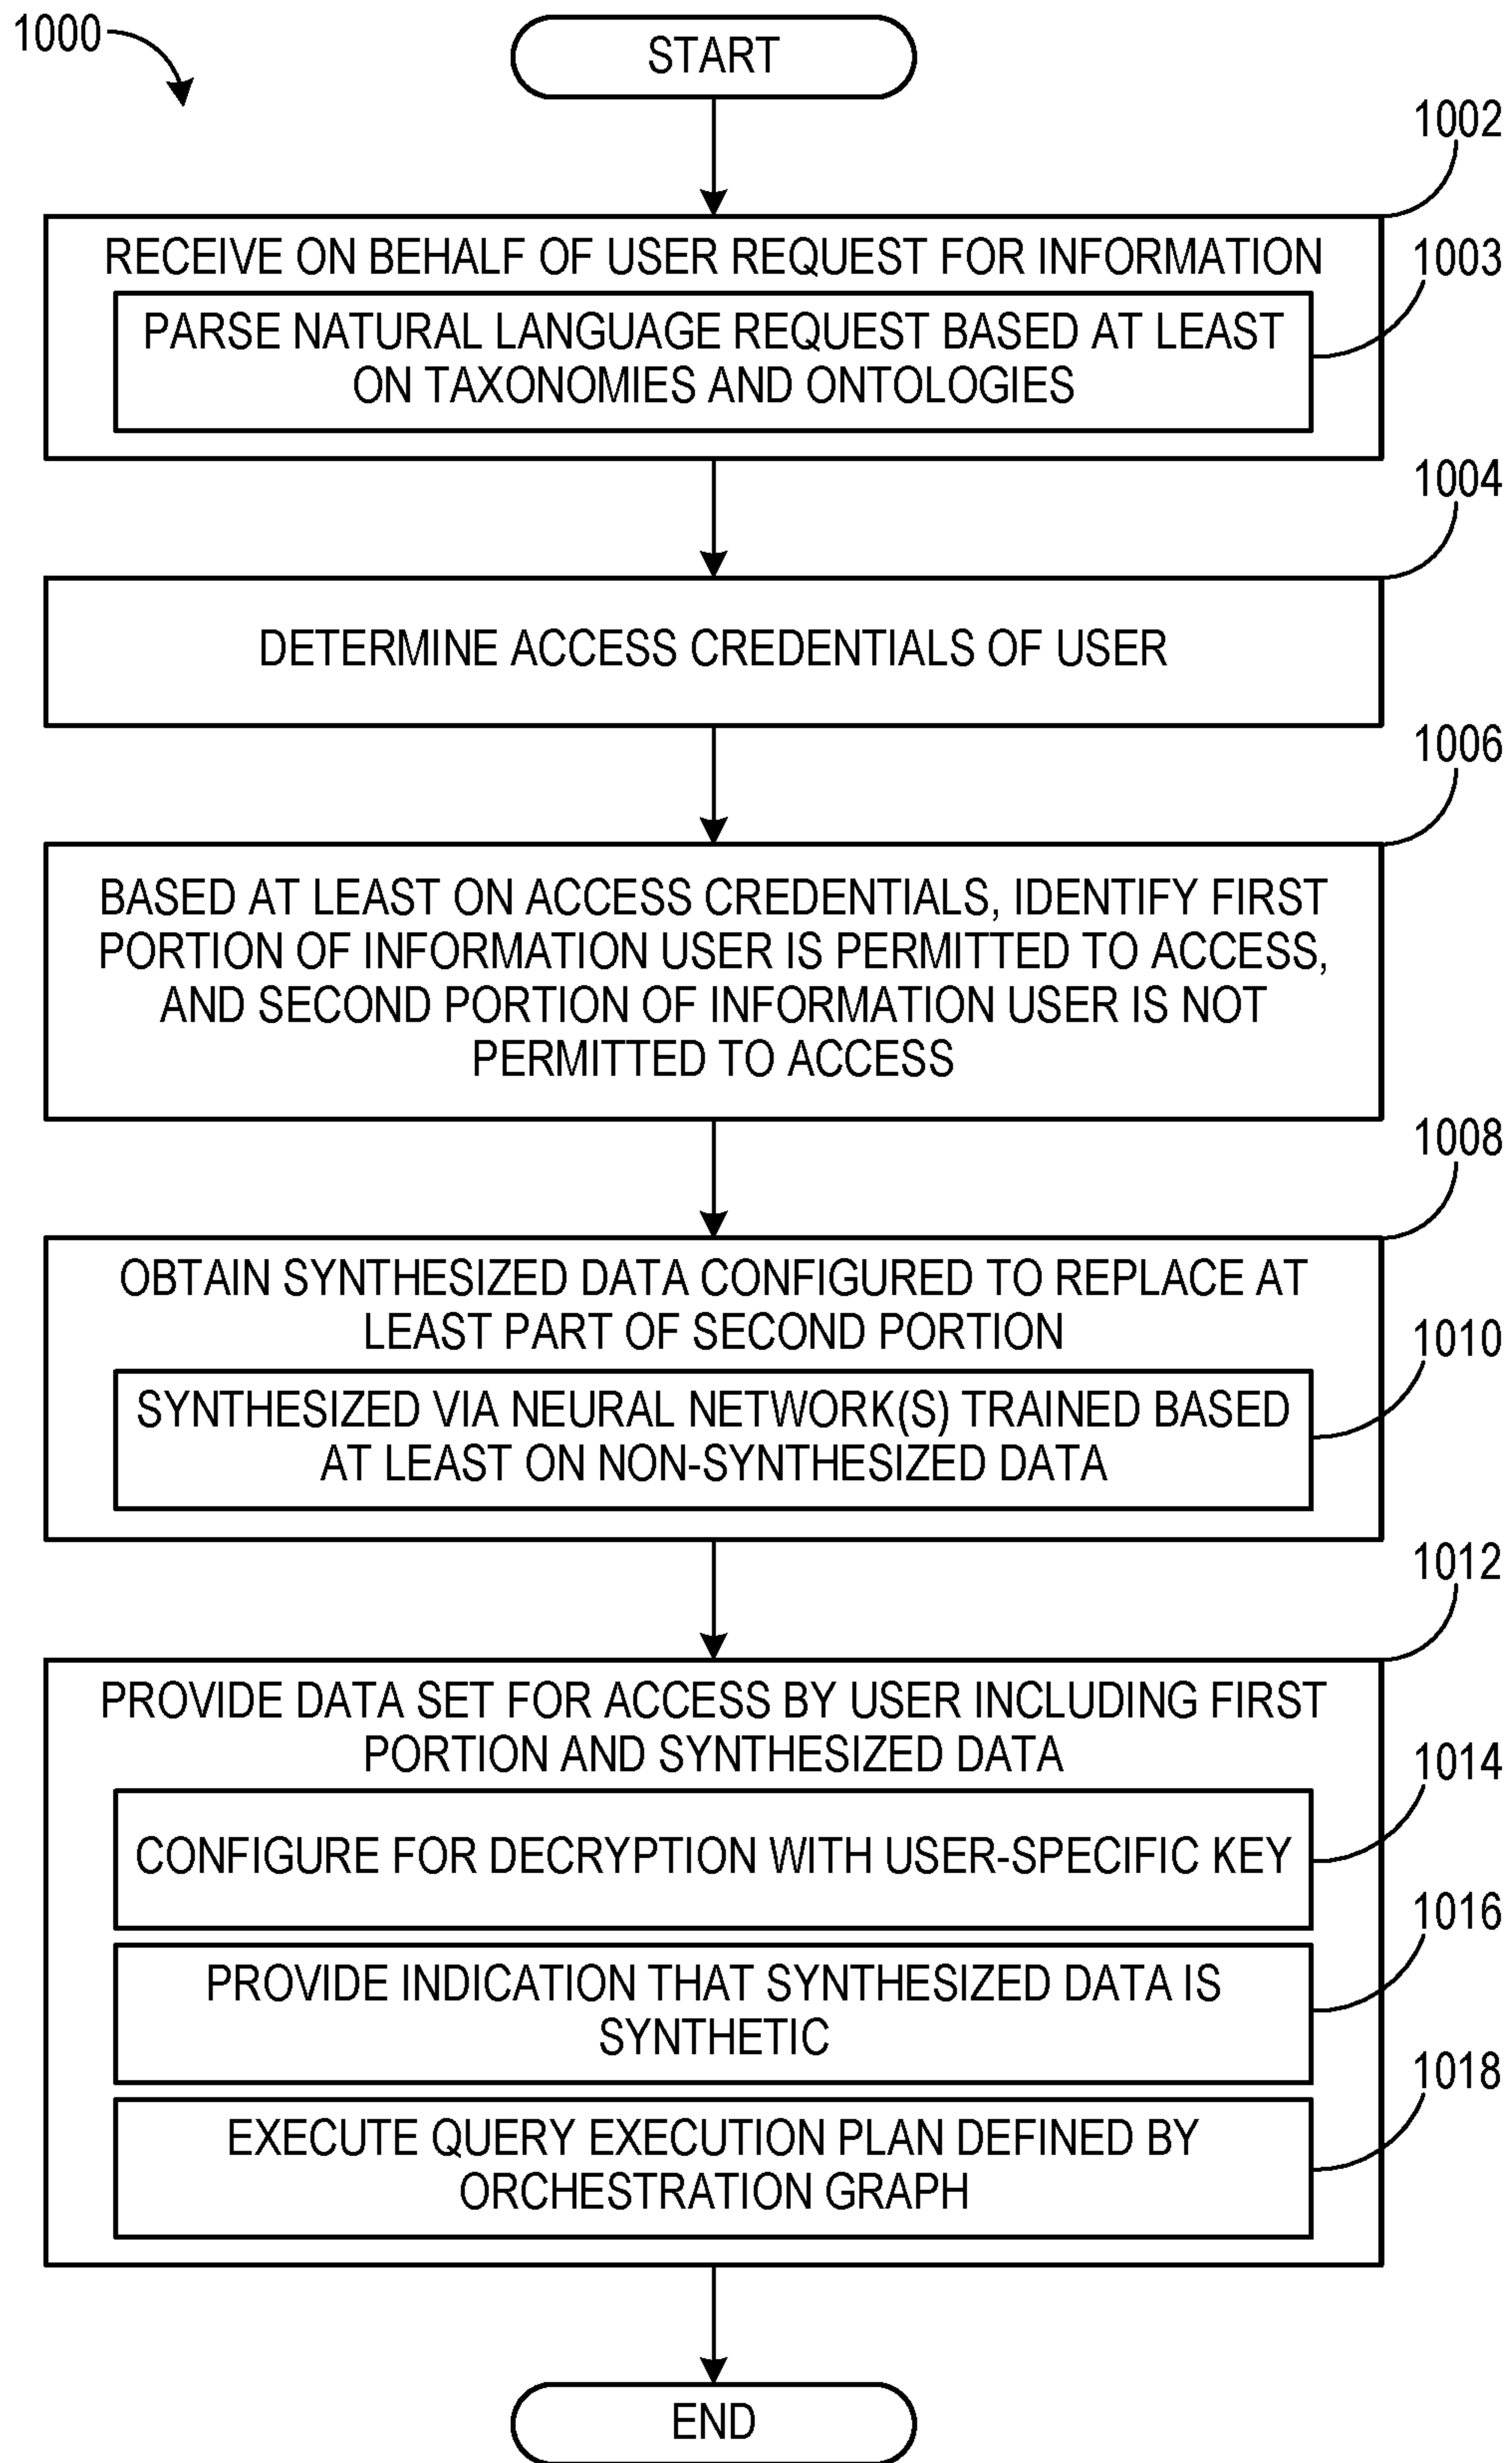 1000
START
1002
RECEIVE ON BEHALF OF USER REQUEST FOR INFORMATION
1003
PARSE NATURAL LANGUAGE REQUEST BASED AT LEAST
ON TAXONOMIES AND ONTOLOGIES
1004
DETERMINE ACCESS CREDENTIALS OF USER
1006
BASED AT LEAST ON ACCESS CREDENTIALS, IDENTIFY FIRST
PORTION OF INFORMATION USER IS PERMITTED TO ACCESS,
AND SECOND PORTION OF INFORMATION USER IS NOT
PERMITTED TO ACCESS
1008
OBTAIN SYNTHESIZED DATA CONFIGURED TO REPLACE AT
LEAST PART OF SECOND PORTION
1010
SYNTHESIZED VIA NEURAL NETWORK(S) TRAINED BASED
AT LEAST ON NON-SYNTHESIZED DATA
1012
PROVIDE DATA SET FOR ACCESS BY USER INCLUDING FIRST
PORTION AND SYNTHESIZED DATA
1014
CONFIGURE FOR DECRYPTION WITH USER-SPECIFIC KEY
1016
PROVIDE INDICATION THAT SYNTHESIZED DATA IS
SYNTHETIC
1018
EXECUTE QUERY EXECUTION PLAN DEFINED BY
ORCHESTRATION GRAPH
END